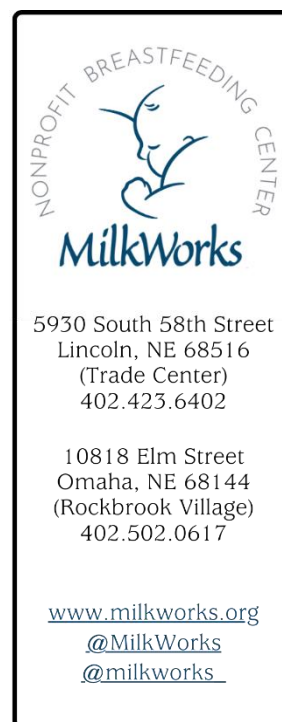 NONPROFIT BREASTFEEDING CENTER
MilkWorks
5930 South 58th Street
Lincoln, NE 68516
(Trade Center)
402.423.6402
10818 Elm Street
Omaha, NE 68144
(Rockbrook Village)
402.502.0617
www.milkworks.org
@MilkWorks
@milkworks_